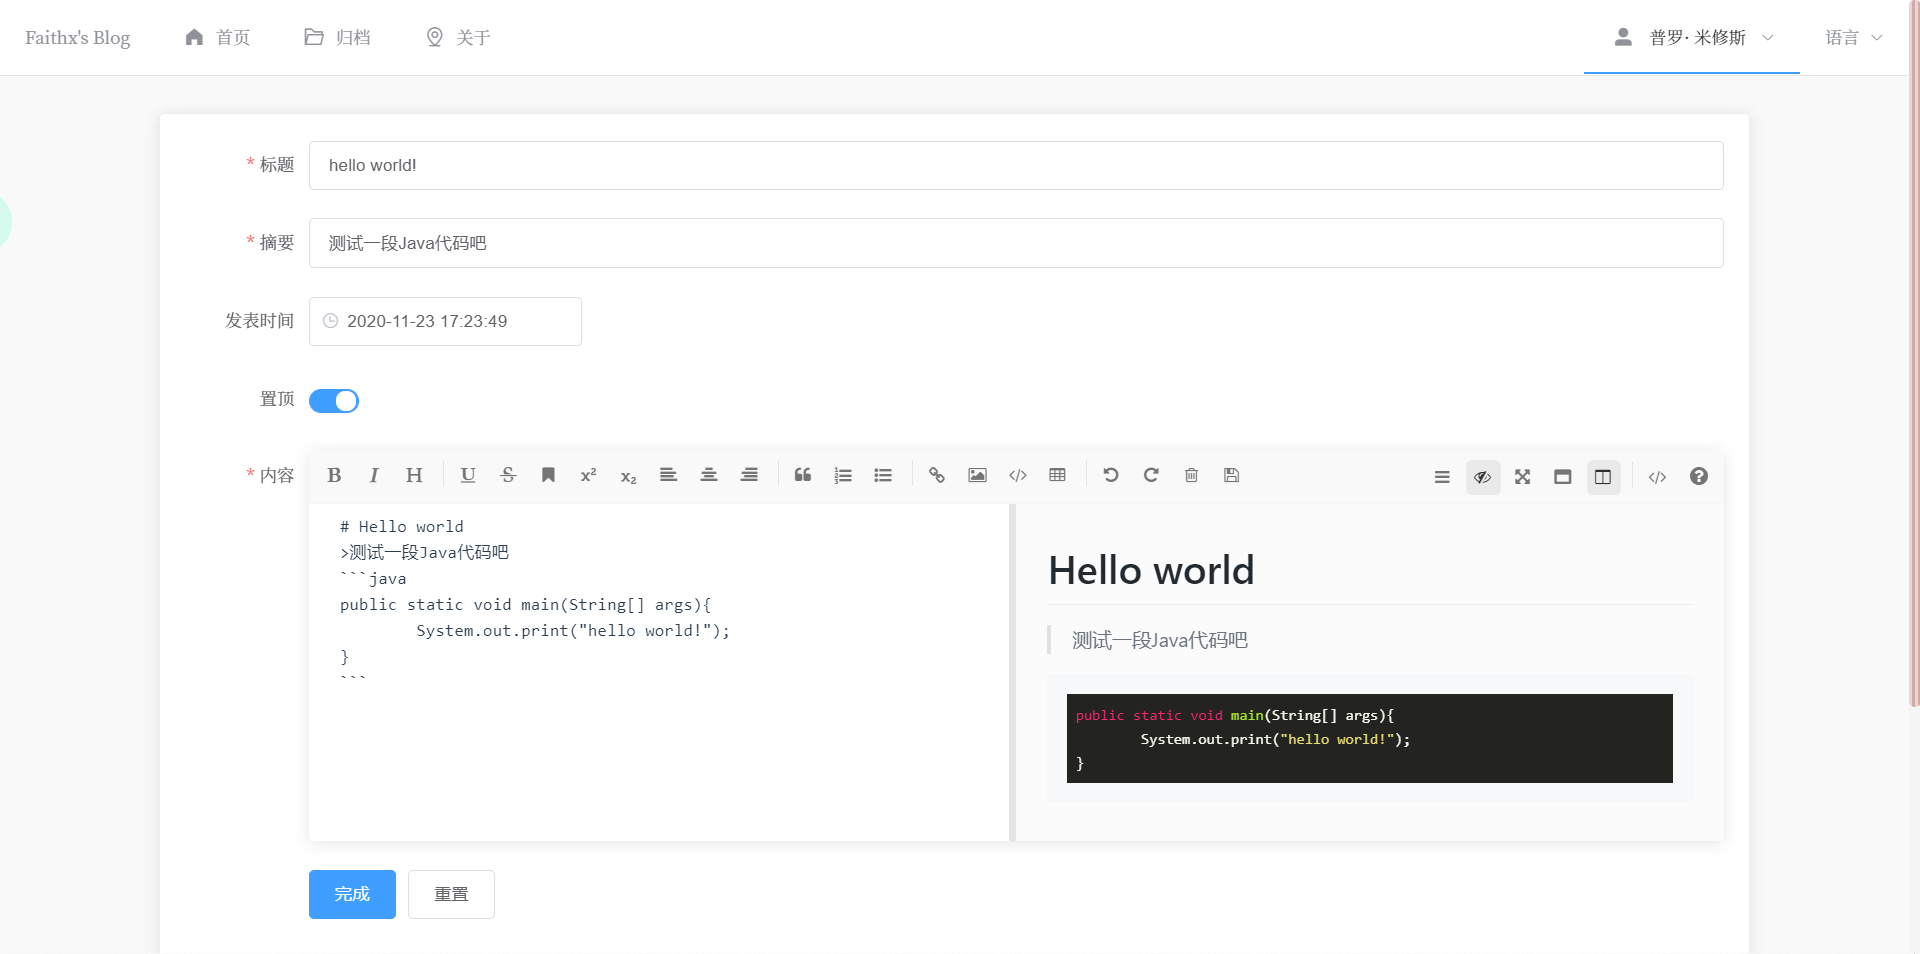 Faithx's Blog 首页 归档 关于 普罗·米修斯 语言
* 标题 hello world!
* 摘要 测试一段Java代码吧
发表时间 2020-11-23 17:23:49
置顶
* 内容 B I H U S x² x₂
# Hello world
>测试一段Java代码吧
```java
public static void main(String[] args){
        System.out.print("hello world!");
}
```
Hello world
测试一段Java代码吧
public static void main(String[] args){
        System.out.print("hello world!");
}
完成 重置